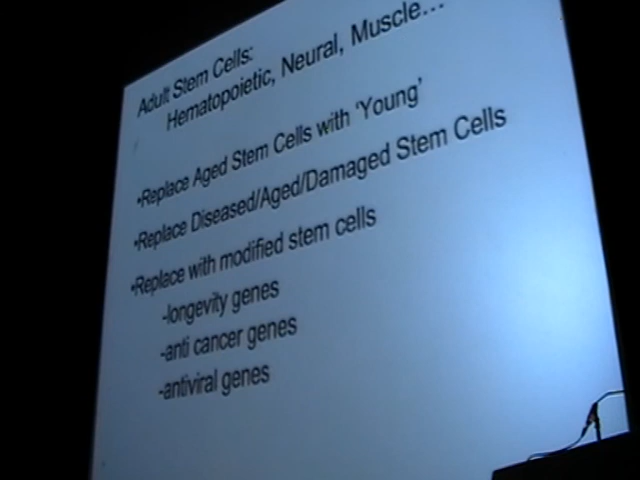 Adult Stem Cells:
Hematopoietic, Neural, Muscle...
•Replace Aged Stem Cells with 'Young'
•Replace Diseased/Aged/Damaged Stem Cells
•Replace with modified stem cells
-longevity genes
-anti cancer genes
-antiviral genes